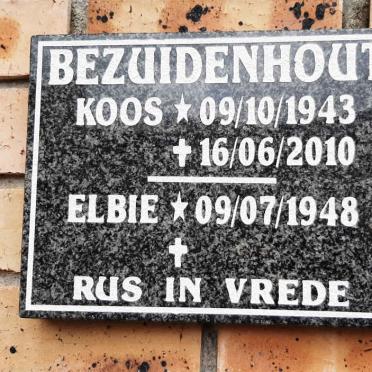 BEZUIDENHOUT
KOOS ★ 09/10/1943
✝ 16/06/2010
ELBIE ★ 09/07/1948
✝
RUS IN VREDE